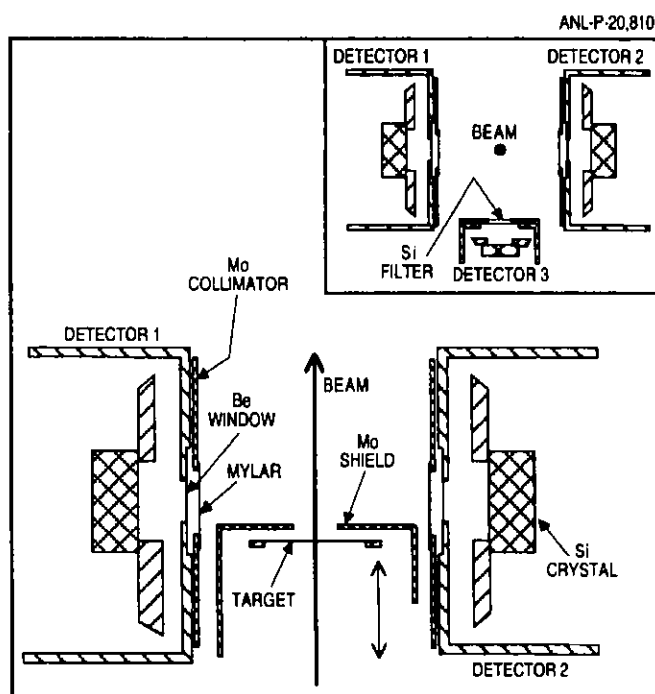 ANL-P-20,810
DETECTOR 1
DETECTOR 2
BEAM
Si
FILTER
DETECTOR 3
Mo
COLLIMATOR
DETECTOR 1
BEAM
Be
WINDOW
Mo
SHIELD
MYLAR
Si
CRYSTAL
TARGET
DETECTOR 2